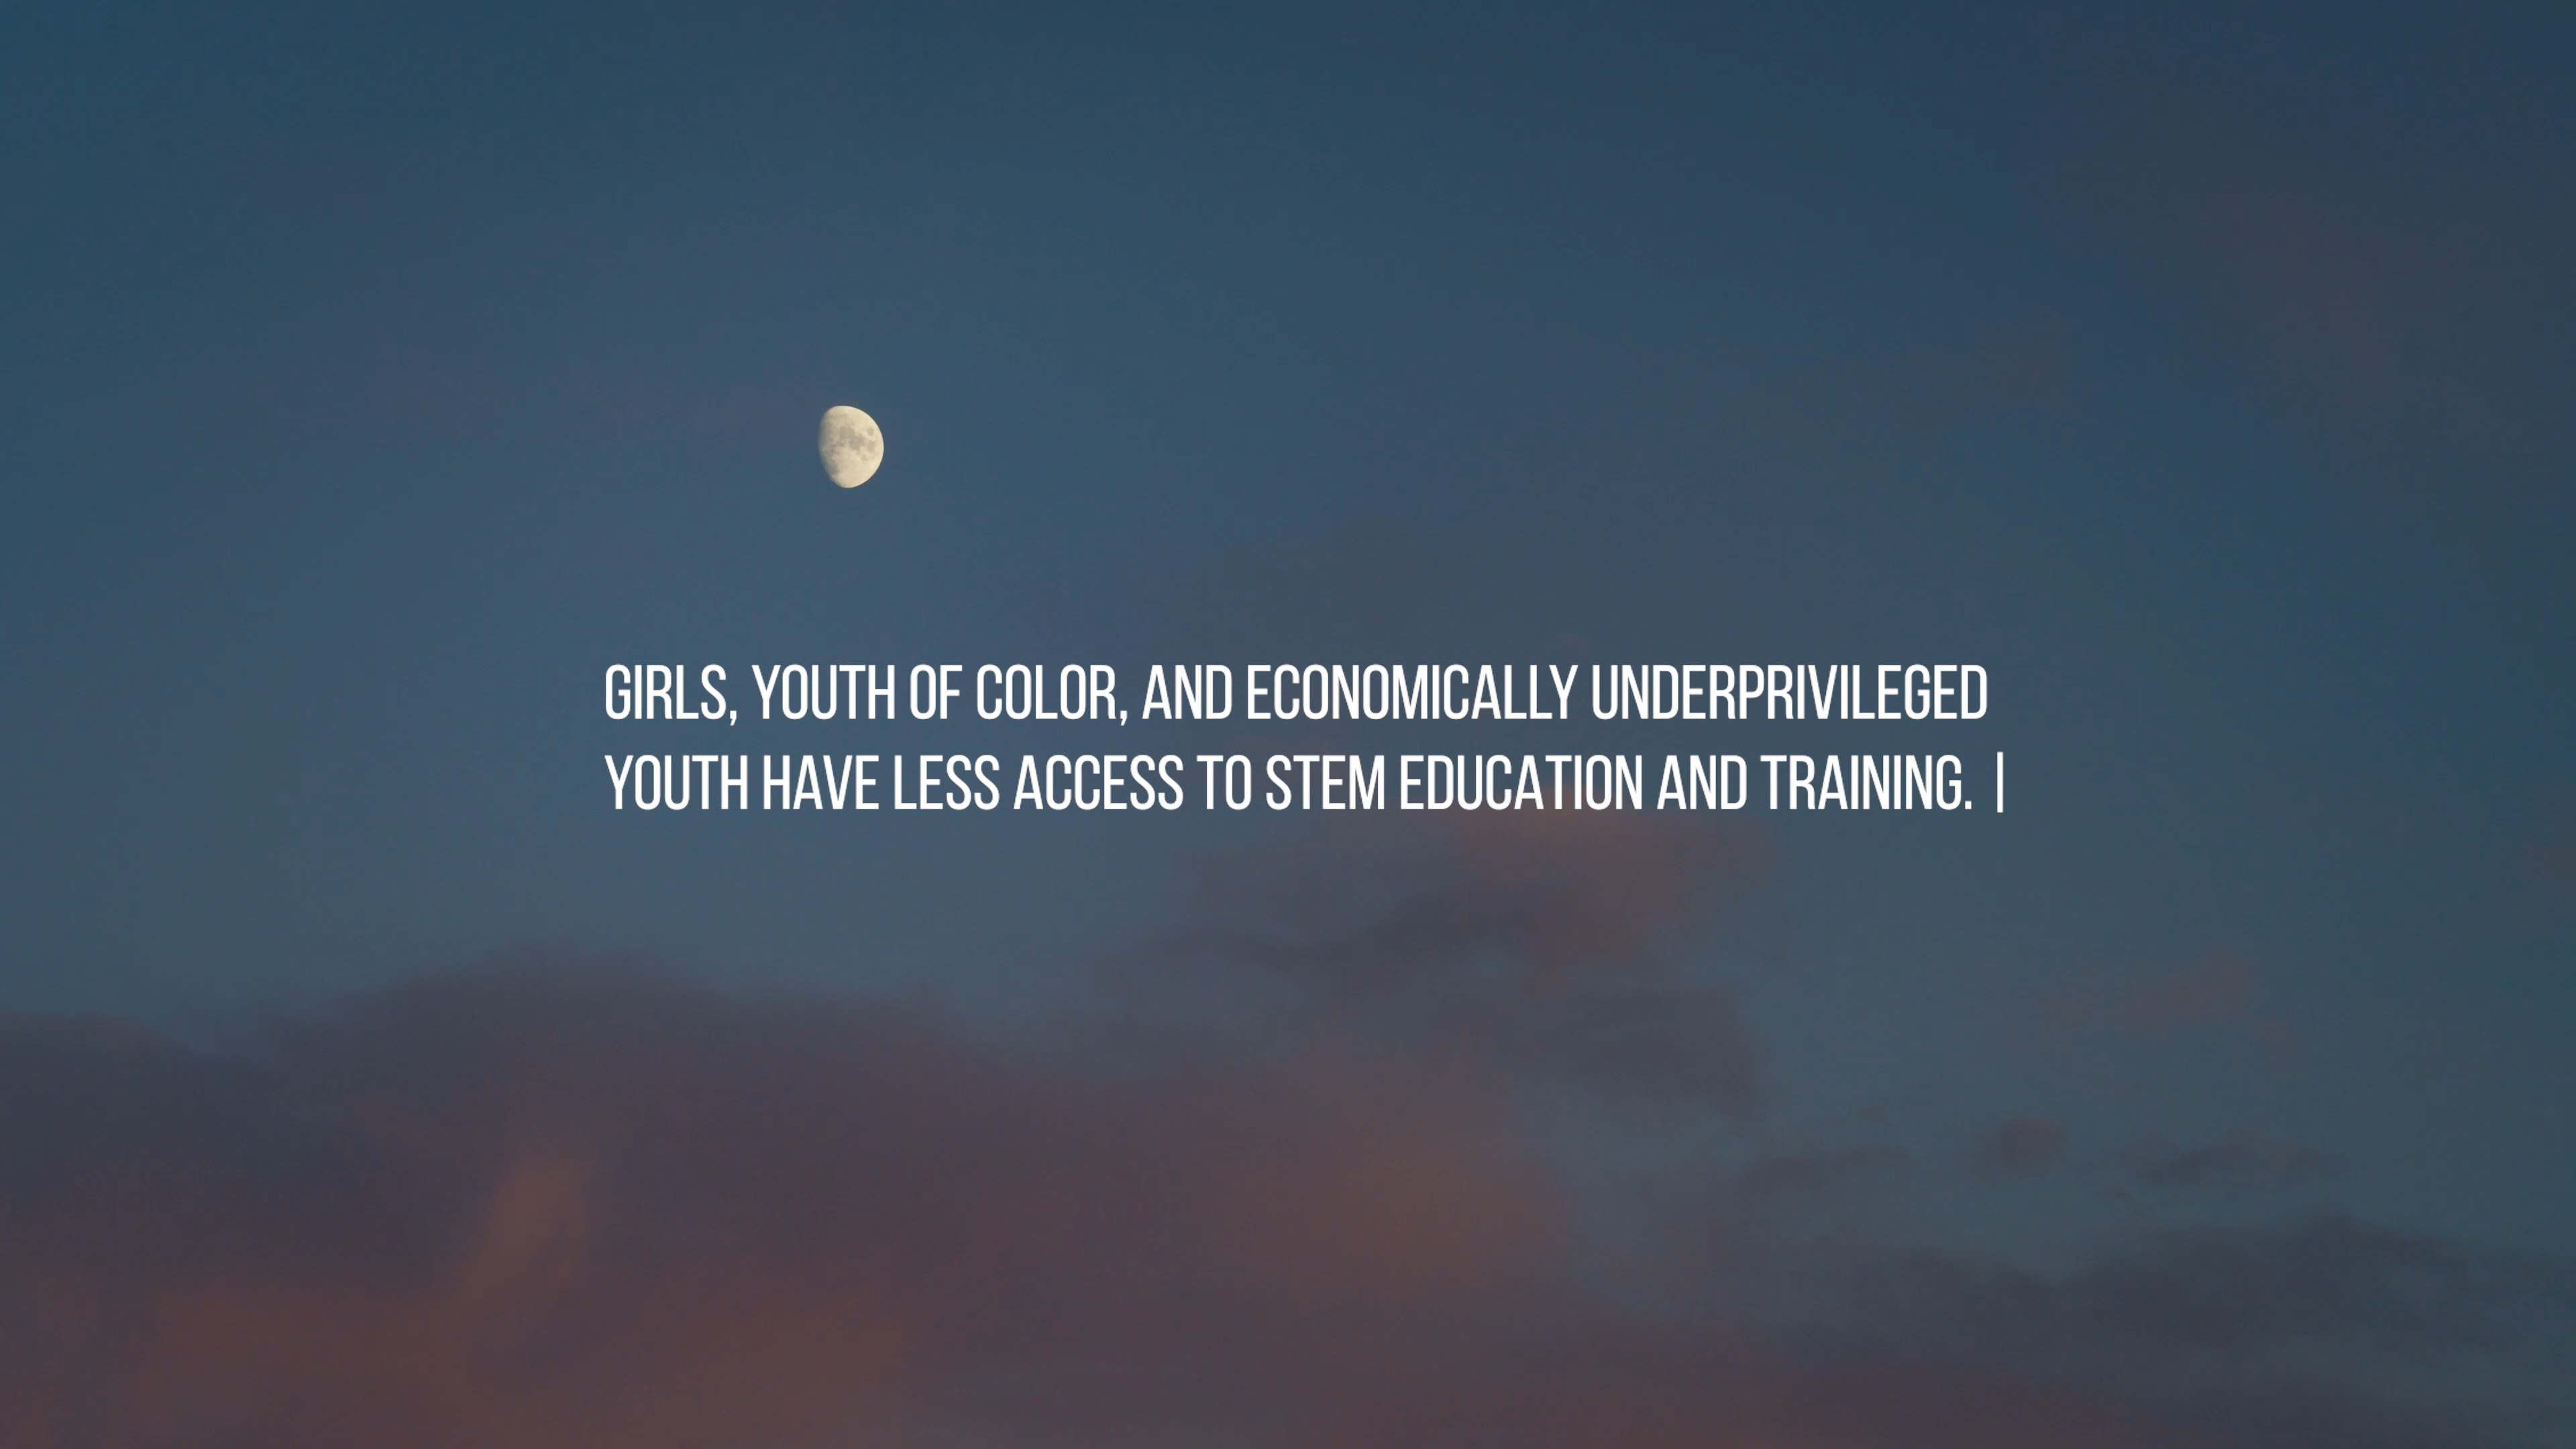 GIRLS, YOUTH OF COLOR, AND ECONOMICALLY UNDERPRIVILEGED
YOUTH HAVE LESS ACCESS TO STEM EDUCATION AND TRAINING. |